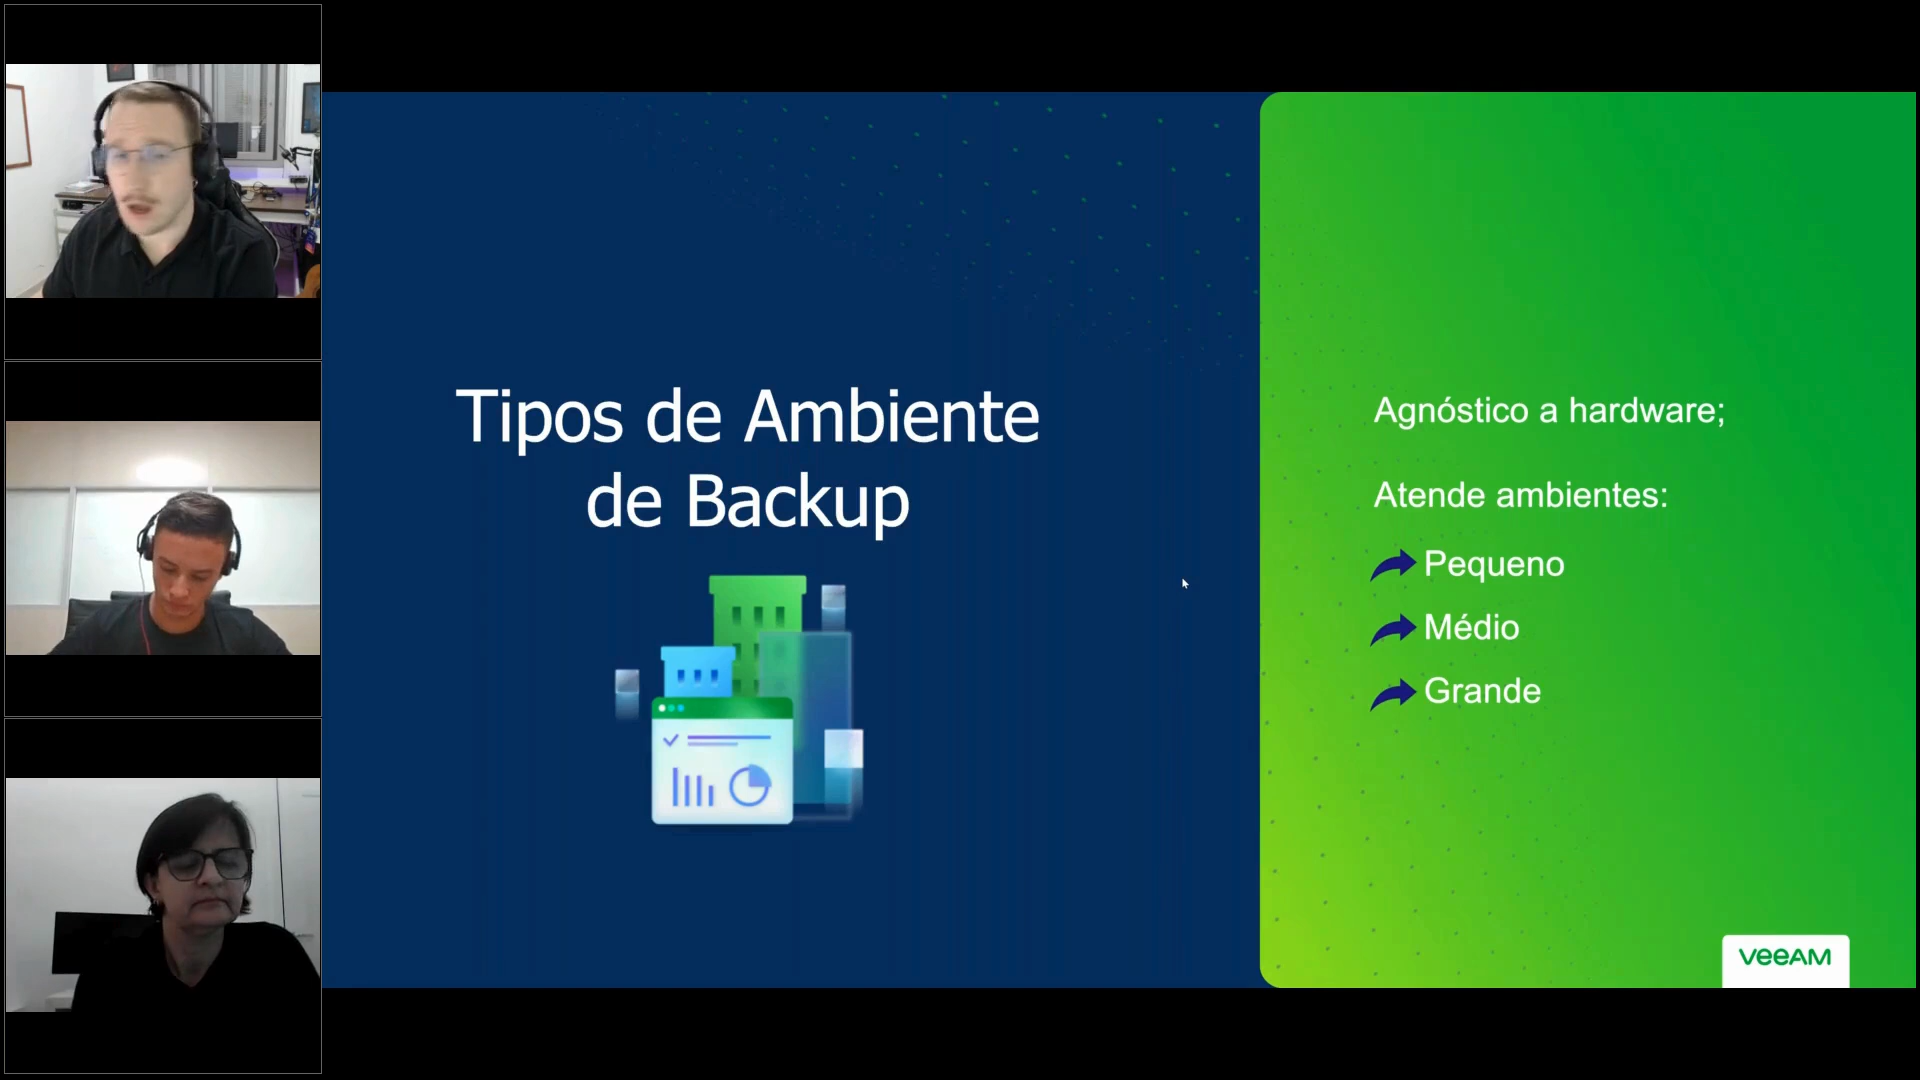 Tipos de Ambiente
de Backup
Agnóstico a hardware;
Atende ambientes:
Pequeno
Médio
Grande
veeAM